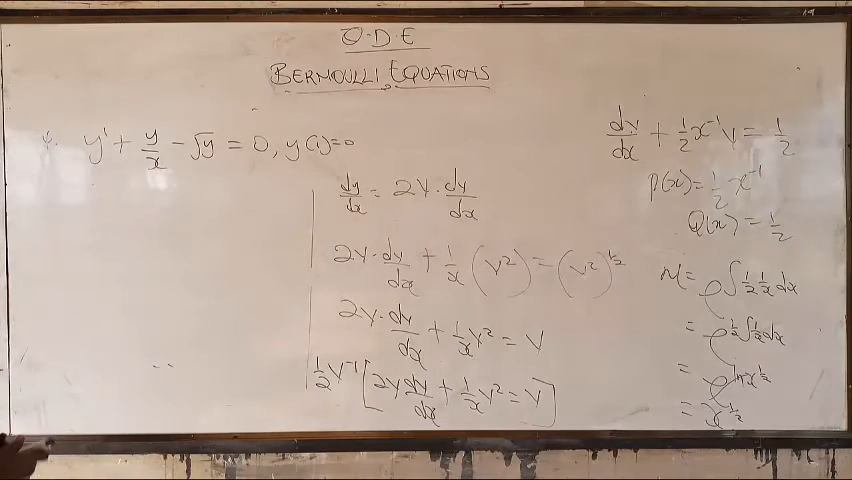 O.D.E
BERNOULLI EQUATIONS
y' + y/x - √y = 0, y(1)=0
dy/dx = 2V·dV/dx
2V·dV/dx + 1/x (V²) = (V²)^1/2
2V·dV/dx + 1/x V² = V
1/2 V⁻¹ [2V dV/dx + 1/x V² = V]
dV/dx + 1/2 x⁻¹ V = 1/2
P(x) = 1/2 x⁻¹
Q(x) = 1/2
M = e^∫ 1/2 1/x dx
= e^1/2 ∫ 1/x dx
= e^ln x^1/2
= x^1/2